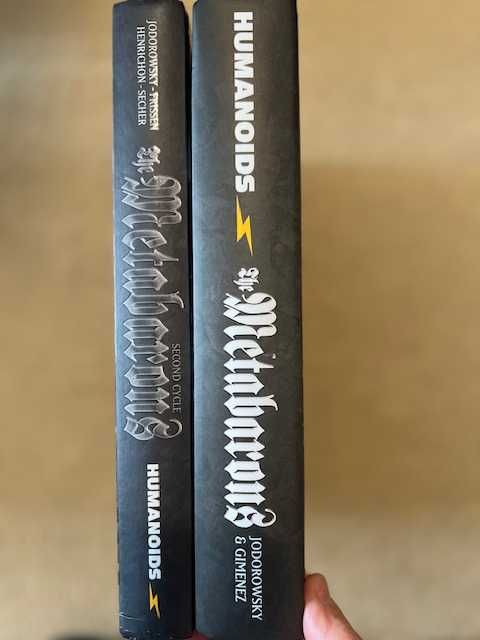 JODOROWSKY - FRISSEN
HENRICHON - SECHER
The Metabarons
SECOND CYCLE
HUMANOIDS
HUMANOIDS
The Metabarons
JODOROWSKY
& GIMENEZ